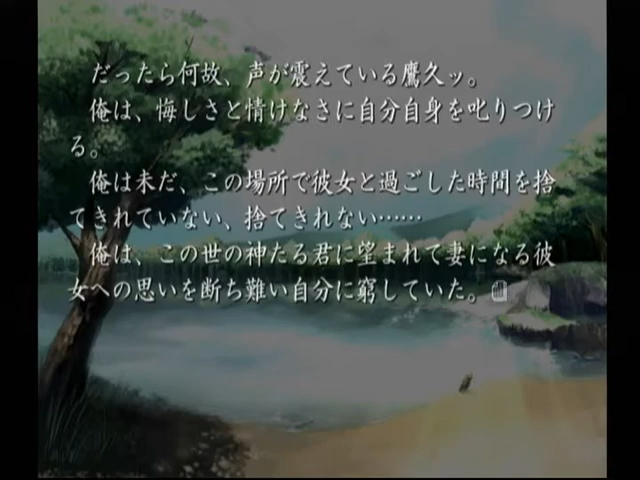 だったら何故、声が震えている鷹久ッ。
俺は、悔しさと情けなさに自分自身を叱りつけ
る。
俺は未だ、この場所で彼女と過ごした時間を捨
てきれていない、捨てきれない……
俺は、この世の神たる君に望まれて妻になる彼
女への思いを断ち難い自分に窮していた。